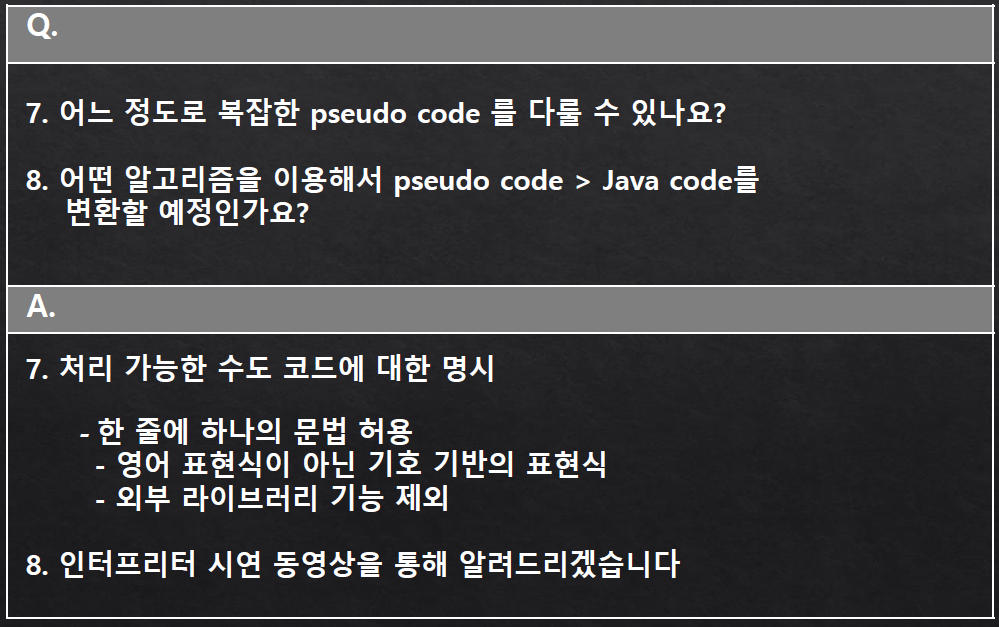 Q.
7. 어느 정도로 복잡한 pseudo code 를 다룰 수 있나요?
8. 어떤 알고리즘을 이용해서 pseudo code > Java code를
변환할 예정인가요?
A.
7. 처리 가능한 수도 코드에 대한 명시
- 한 줄에 하나의 문법 허용
- 영어 표현식이 아닌 기호 기반의 표현식
- 외부 라이브러리 기능 제외
8. 인터프리터 시연 동영상을 통해 알려드리겠습니다